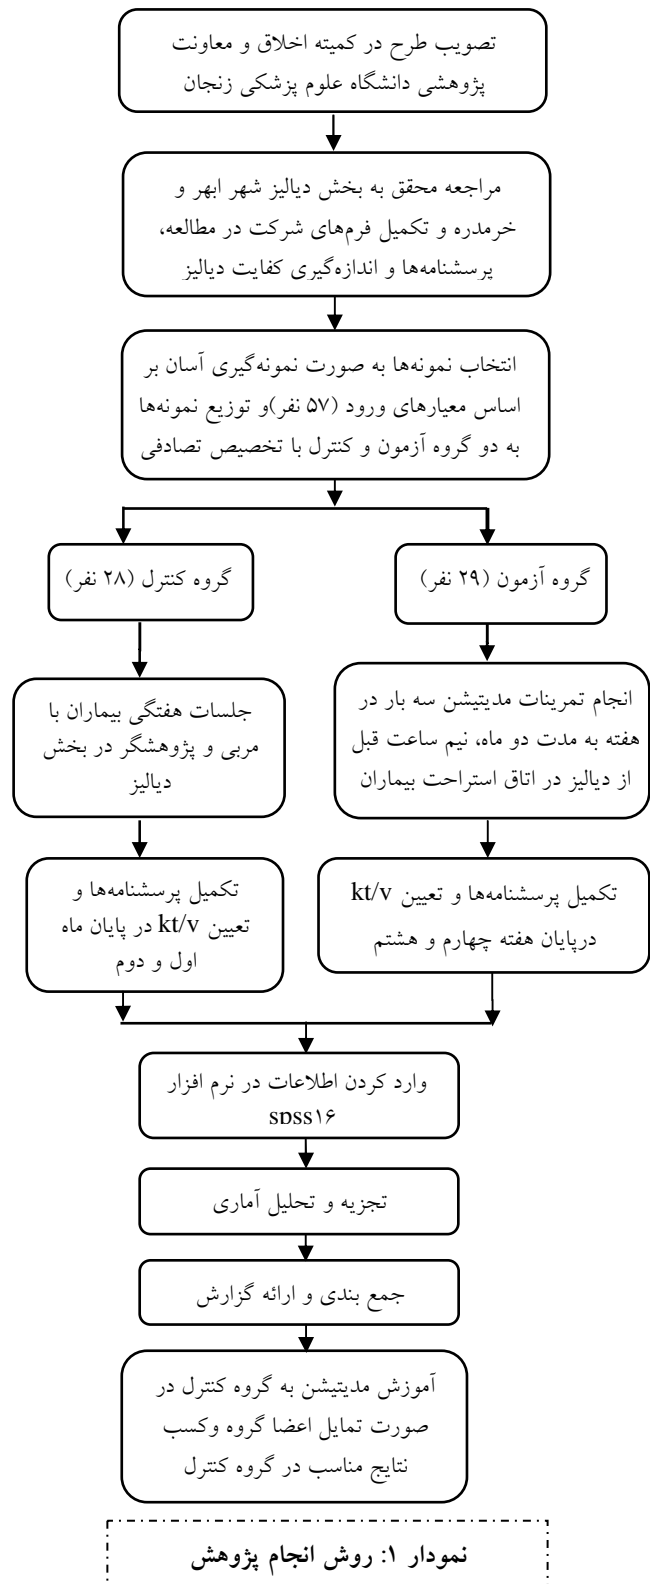 تصویب طرح در کمیته اخلاق و معاونت
پژوهشی دانشگاه علوم پزشکی زنجان
مراجعه محقق به بخش دیالیز شهر ابهر و
خرمدره و تکمیل فرم‌های شرکت در مطالعه،
پرسشنامه‌ها و اندازه‌گیری کفایت دیالیز
انتخاب نمونه‌ها به صورت نمونه‌گیری آسان بر
اساس معیارهای ورود (۵۷ نفر)و توزیع نمونه‌ها
به دو گروه آزمون و کنترل با تخصیص تصادفی
گروه آزمون (۲۹ نفر)
گروه کنترل (۲۸ نفر)
انجام تمرینات مدیتیشن سه بار در
هفته به مدت دو ماه، نیم ساعت قبل
از دیالیز در اتاق استراحت بیماران
جلسات هفتگی بیماران با
مربی و پژوهشگر در بخش
دیالیز
تکمیل پرسشنامه‌ها و تعیین kt/v
درپایان هفته چهارم و هشتم
تکمیل پرسشنامه‌ها و
تعیین kt/v در پایان ماه
اول و دوم
وارد کردن اطلاعات در نرم افزار
spss۱۶
تجزیه و تحلیل آماری
جمع بندی و ارائه گزارش
آموزش مدیتیشن به گروه کنترل در
صورت تمایل اعضا گروه وکسب
نتایج مناسب در گروه کنترل
نمودار ۱: روش انجام پژوهش